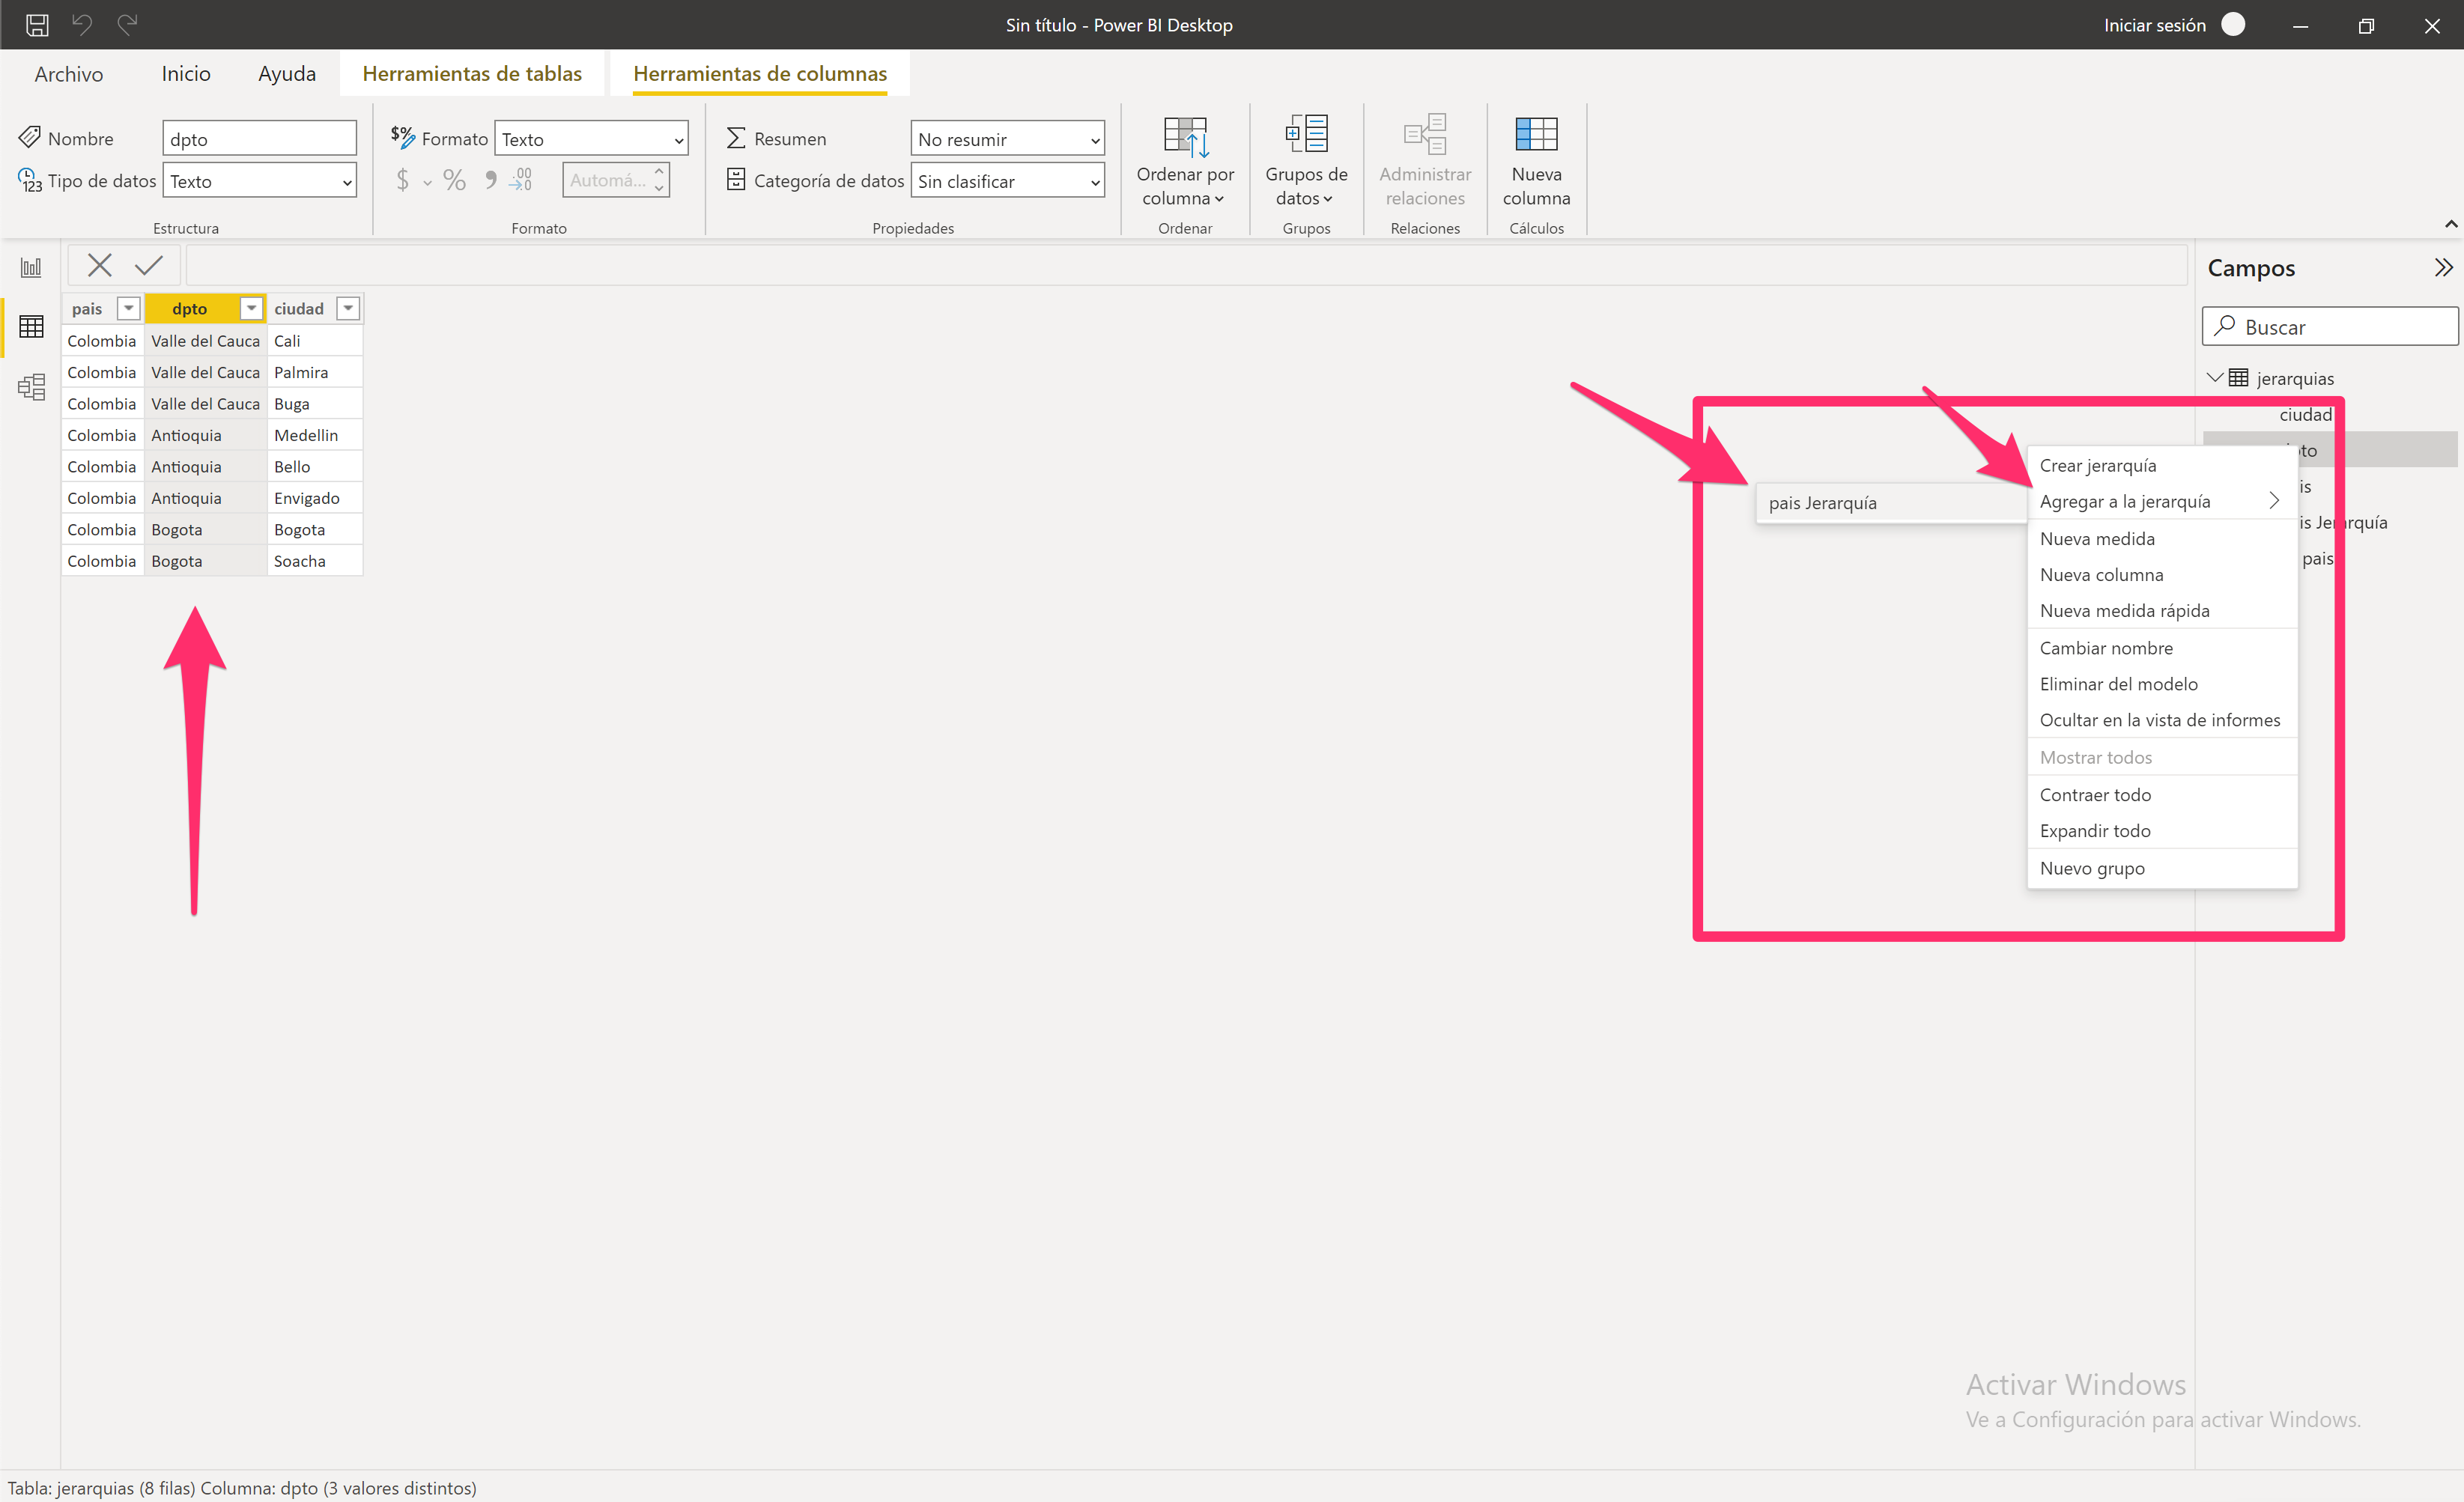 Sin título - Power BI Desktop
Iniciar sesión
Archivo Inicio Ayuda Herramientas de tablas Herramientas de columnas
Nombre dpto
Tipo de datos Texto
Estructura
$% Formato Texto
$ % 9 .00 →0 Automá...
Formato
Resumen No resumir
Categoría de datos Sin clasificar
Propiedades
Ordenar por
columna
Ordenar
Grupos de
datos
Grupos
Administrar
relaciones
Relaciones
Nueva
columna
Cálculos
pais dpto ciudad
Colombia Valle del Cauca Cali
Colombia Valle del Cauca Palmira
Colombia Valle del Cauca Buga
Colombia Antioquia Medellin
Colombia Antioquia Bello
Colombia Antioquia Envigado
Colombia Bogota Bogota
Colombia Bogota Soacha
Campos
Buscar
jerarquias
ciudad
pto
is
is Jerarquía
pais
pais Jerarquía
Crear jerarquía
Agregar a la jerarquía
Nueva medida
Nueva columna
Nueva medida rápida
Cambiar nombre
Eliminar del modelo
Ocultar en la vista de informes
Mostrar todos
Contraer todo
Expandir todo
Nuevo grupo
Activar Windows
Ve a Configuración para activar Windows.
Tabla: jerarquias (8 filas) Columna: dpto (3 valores distintos)